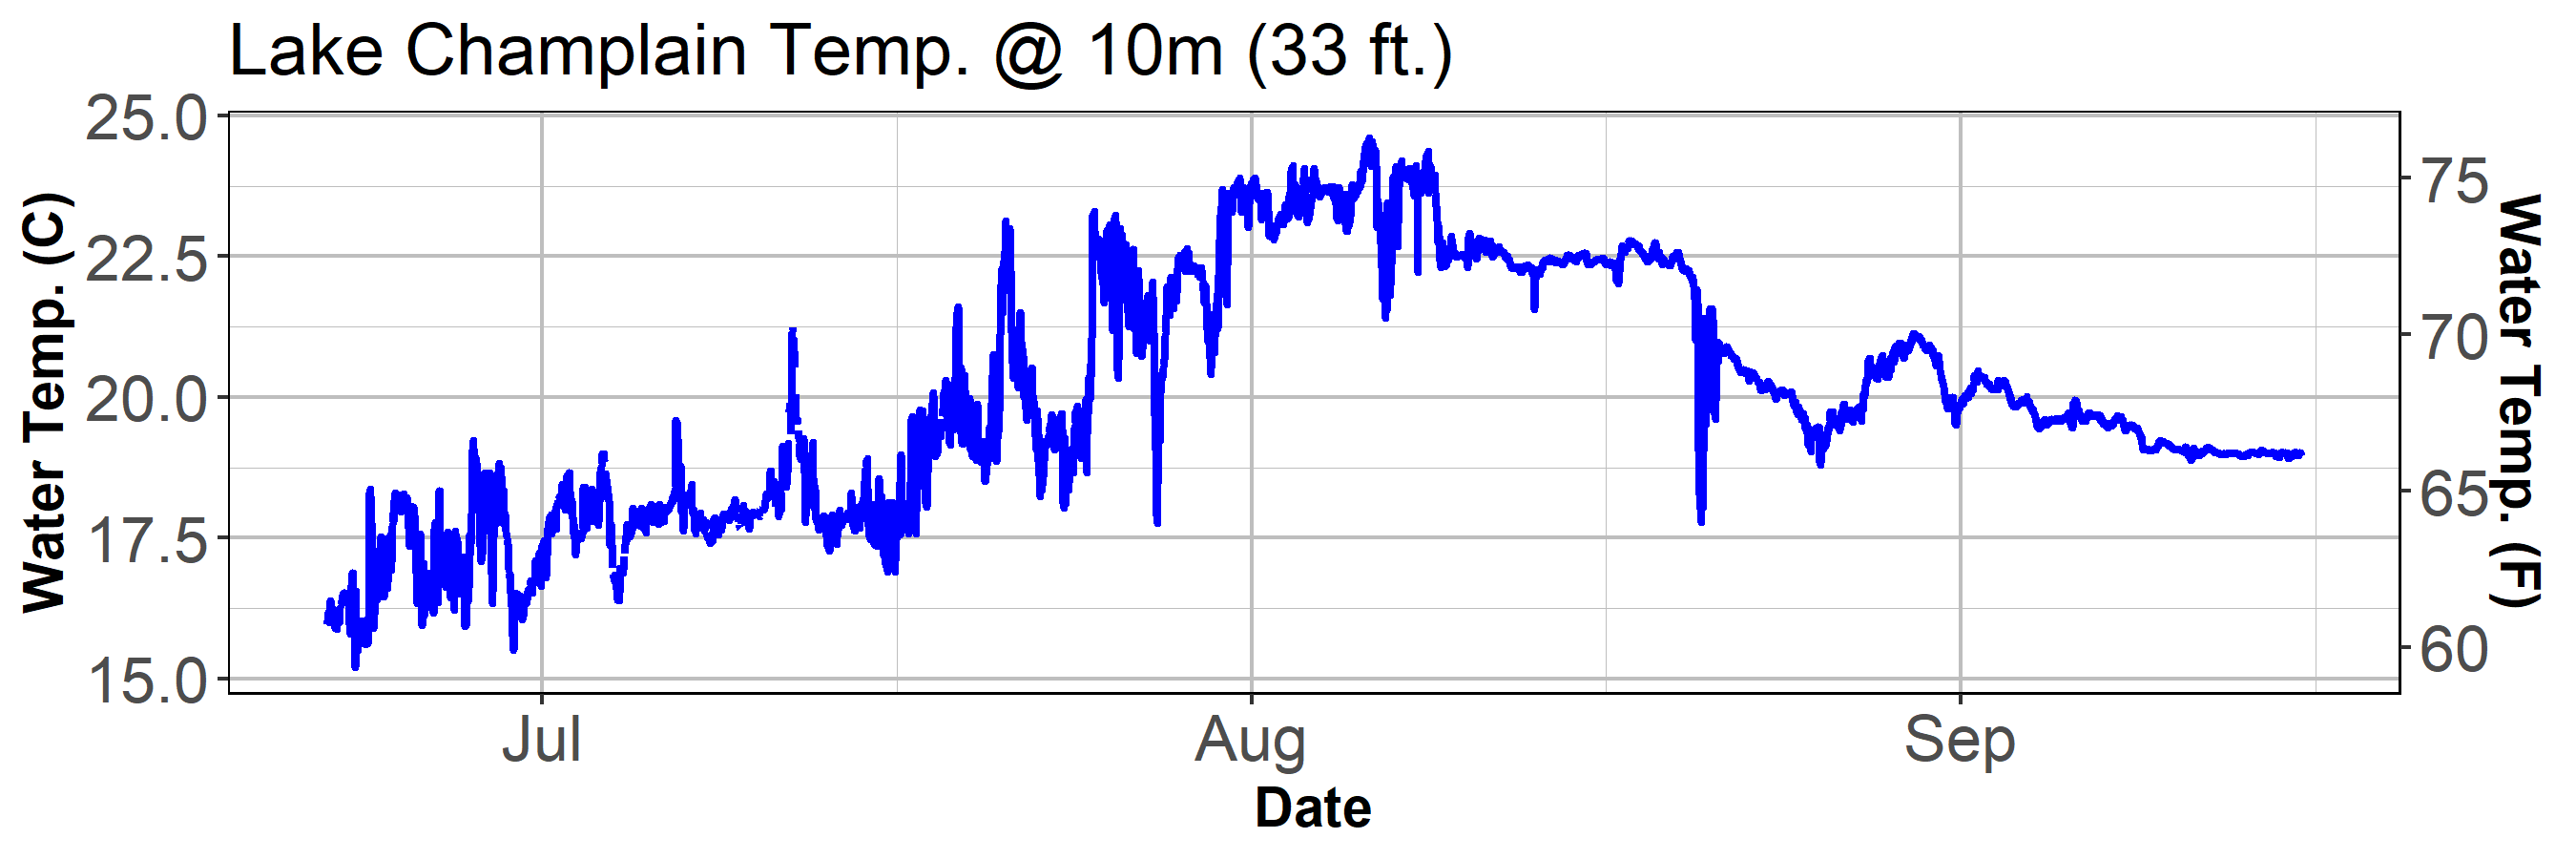 Lake Champlain Temp. @ 10m (33 ft.)
Water Temp. (C)
25.0
22.5
20.0
17.5
15.0
75
70
65
60
Water Temp. (F)
Jul
Aug
Sep
Date